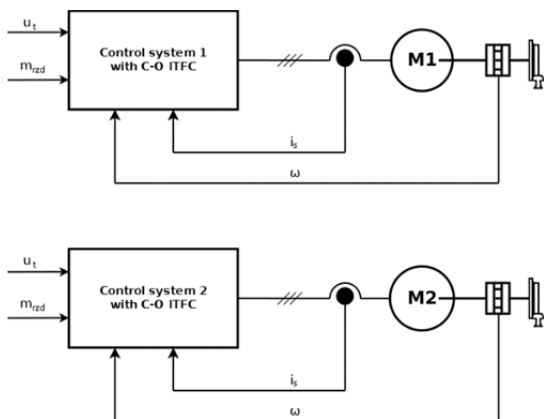 u_t
Control system 1
with C-O ITFC
m_rzd
M1
i_s
ω
u_t
Control system 2
with C-O ITFC
m_rzd
M2
i_s
ω